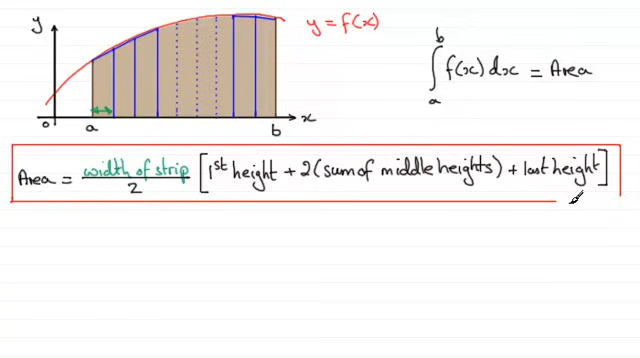 y
y = f(x)
b
∫ f(x) dx = Area
a
o a b x
Area = width of strip / 2 [ 1st height + 2 (sum of middle heights) + last height ]